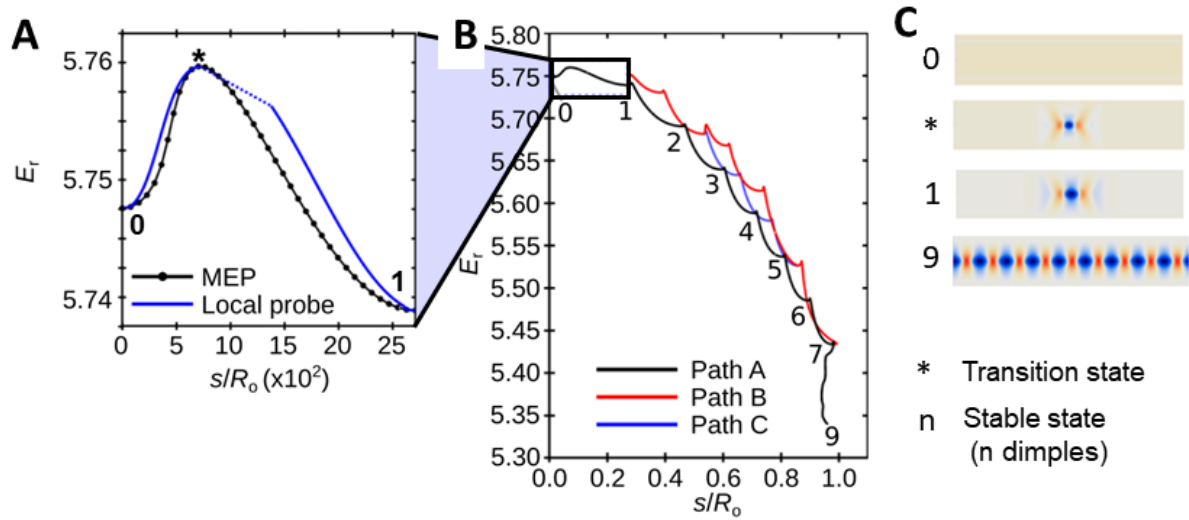 A
5.76
5.75
5.74
E_r
*
0
1
MEP
Local probe
0 5 10 15 20 25
s/R_o (x10²)
B
5.80
5.75
5.70
5.65
5.60
5.55
5.50
5.45
5.40
5.35
5.30
E_r
0
1
2
3
4
5
6
7
9
Path A
Path B
Path C
0.0 0.2 0.4 0.6 0.8 1.0
s/R_o
C
0
*
1
9
* Transition state
n Stable state
(n dimples)